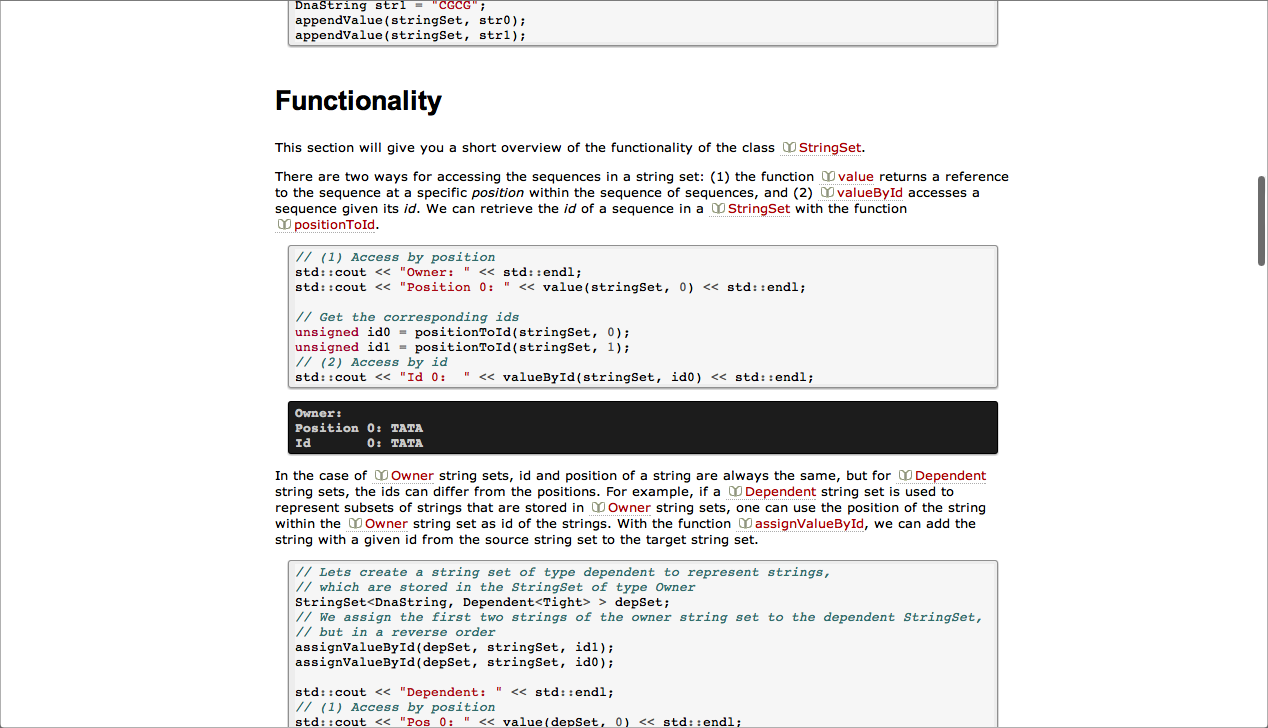 DnaString str1 = "CGCG";
appendValue(stringSet, str0);
appendValue(stringSet, str1);
Functionality
This section will give you a short overview of the functionality of the class StringSet.
There are two ways for accessing the sequences in a string set: (1) the function value returns a reference
to the sequence at a specific position within the sequence of sequences, and (2) valueById accesses a
sequence given its id. We can retrieve the id of a sequence in a StringSet with the function
positionToId.
// (1) Access by position
std::cout << "Owner: " << std::endl;
std::cout << "Position 0: " << value(stringSet, 0) << std::endl;
// Get the corresponding ids
unsigned id0 = positionToId(stringSet, 0);
unsigned id1 = positionToId(stringSet, 1);
// (2) Access by id
std::cout << "Id 0:  " << valueById(stringSet, id0) << std::endl;
Owner:
Position 0: TATA
Id       0: TATA
In the case of Owner string sets, id and position of a string are always the same, but for Dependent
string sets, the ids can differ from the positions. For example, if a Dependent string set is used to
represent subsets of strings that are stored in Owner string sets, one can use the position of the string
within the Owner string set as id of the strings. With the function assignValueById, we can add the
string with a given id from the source string set to the target string set.
// Lets create a string set of type dependent to represent strings,
// which are stored in the StringSet of type Owner
StringSet<DnaString, Dependent<Tight> > depSet;
// We assign the first two strings of the owner string set to the dependent StringSet,
// but in a reverse order
assignValueById(depSet, stringSet, id1);
assignValueById(depSet, stringSet, id0);
std::cout << "Dependent: " << std::endl;
// (1) Access by position
std::cout << "Pos 0: " << value(depSet, 0) << std::endl;